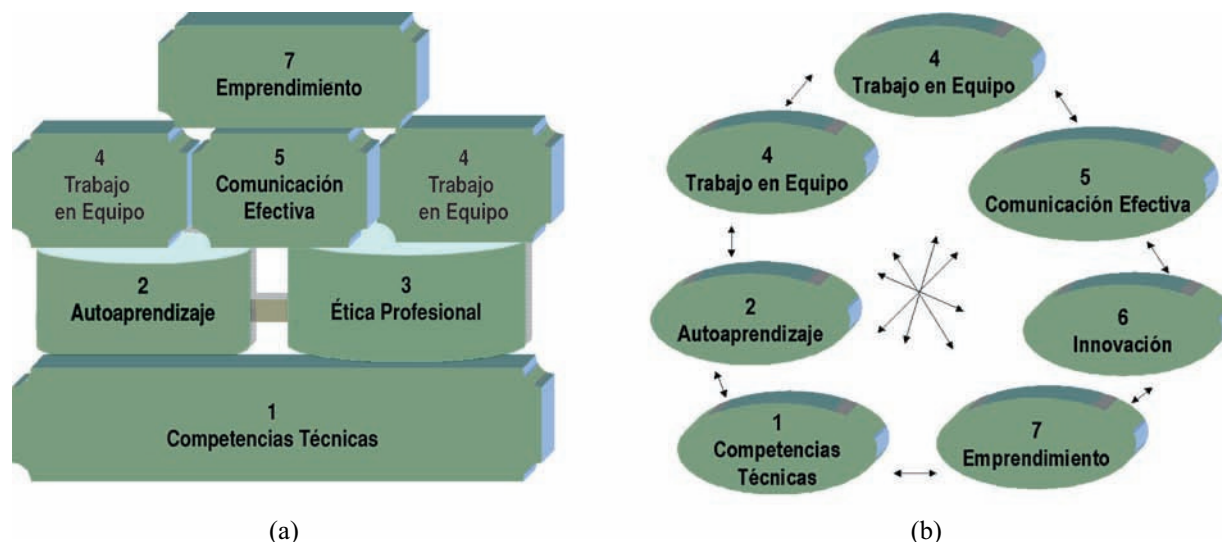 7
Emprendimiento
4
Trabajo
en Equipo
5
Comunicación
Efectiva
4
Trabajo
en Equipo
2
Autoaprendizaje
3
Ética Profesional
1
Competencias Técnicas
(a)
4
Trabajo en Equipo
4
Trabajo en Equipo
5
Comunicación Efectiva
2
Autoaprendizaje
6
Innovación
1
Competencias
Técnicas
7
Emprendimiento
(b)